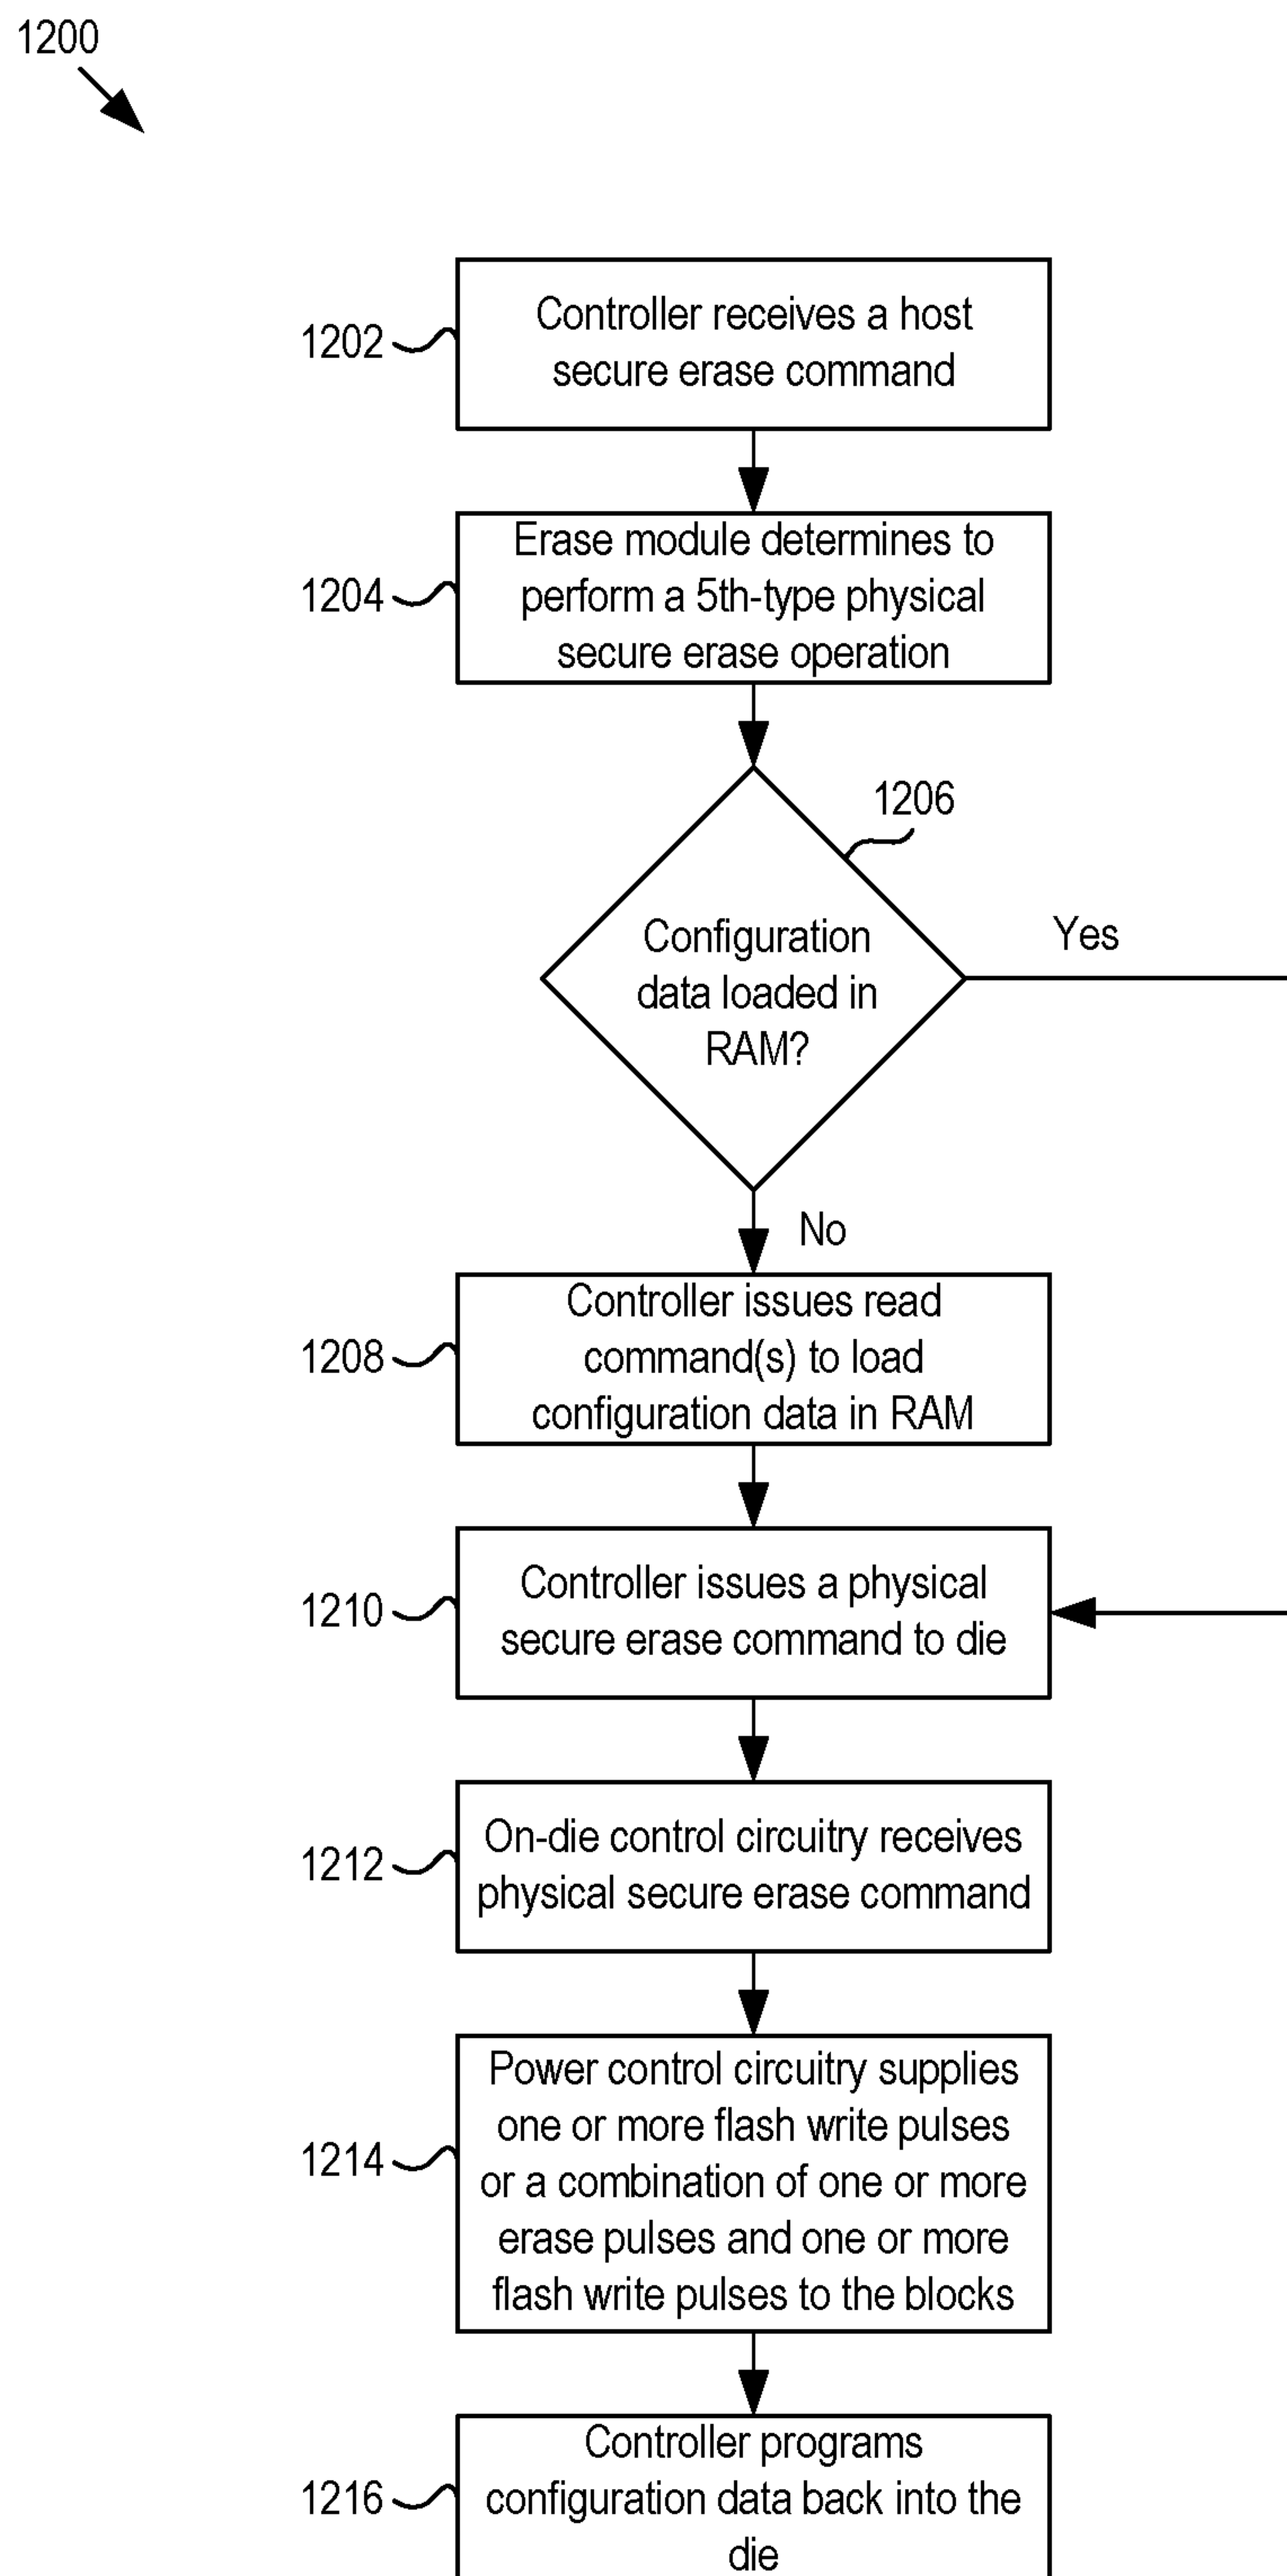 1200
1202
Controller receives a host
secure erase command
1204
Erase module determines to
perform a 5th-type physical
secure erase operation
1206
Configuration
data loaded in
RAM?
Yes
No
1208
Controller issues read
command(s) to load
configuration data in RAM
1210
Controller issues a physical
secure erase command to die
1212
On-die control circuitry receives
physical secure erase command
1214
Power control circuitry supplies
one or more flash write pulses
or a combination of one or more
erase pulses and one or more
flash write pulses to the blocks
1216
Controller programs
configuration data back into the
die